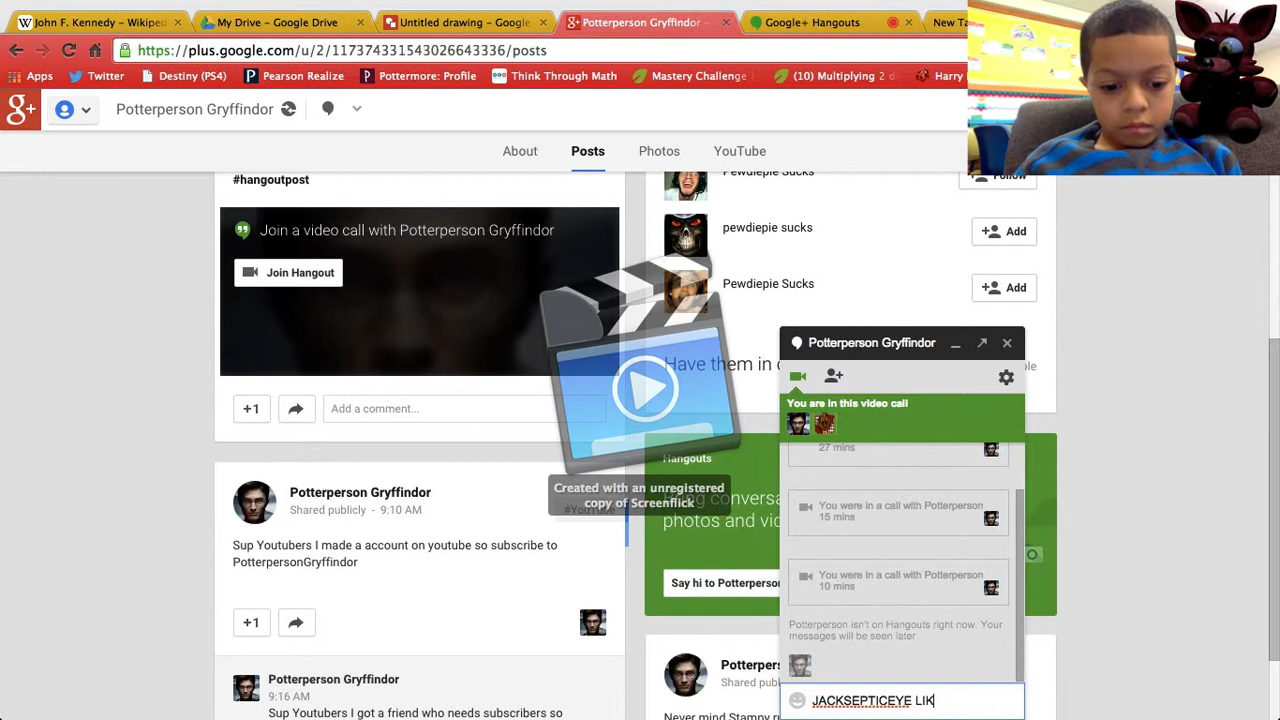 John F. Kennedy - Wikiped
My Drive - Google Drive
Untitled drawing - Google
Potterperson Gryffindor -
Google+ Hangouts
New Ta
https://plus.google.com/u/2/117374331543026643336/posts
Apps
Twitter
Destiny (PS4)
Pearson Realize
Pottermore: Profile
Think Through Math
Mastery Challenge
(10) Multiplying 2 d
Harry
g+
Potterperson Gryffindor
About
Posts
Photos
YouTube
#hangoutpost
Join a video call with Potterperson Gryffindor
Join Hangout
+1
Add a comment...
Potterperson Gryffindor
Shared publicly - 9:10 AM
#YouTube
Sup Youtubers I made a account on youtube so subscribe to
PotterpersonGryffindor
+1
Potterperson Gryffindor
9:16 AM
Sup Youtubers I got a friend who needs subscribers so
Pewdiepie Sucks
Follow
pewdiepie sucks
Add
Pewdiepie Sucks
Add
Have them in
Hangouts
conversa
photos and vid
Say hi to Potterperson
Potterpers
Shared publ
Never mind Stampy
Created with an unregistered
copy of Screenflick
Potterperson Gryffindor
You are in this video call
27 mins
You were in a call with Potterperson
15 mins
You were in a call with Potterperson
10 mins
Potterperson isn't on Hangouts right now. Your
messages will be seen later
JACKSEPTICEYE LIK